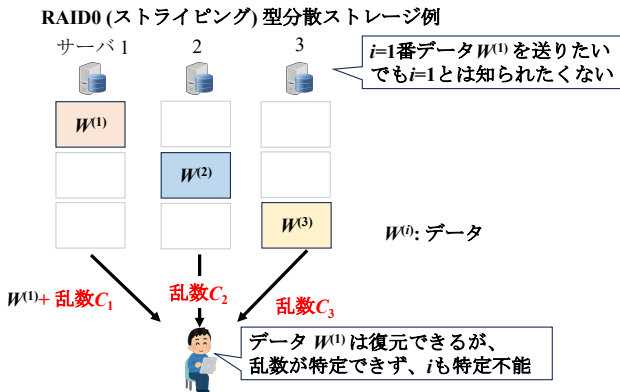 RAID0 (ストライピング) 型分散ストレージ例
サーバ 1
2
3
i=1番データW(1) を送りたい
でもi=1とは知られたくない
W(1)
W(2)
W(3)
W(i): データ
W(1)+ 乱数C1
乱数C2
乱数C3
データ W(1) は復元できるが、
乱数が特定できず、iも特定不能